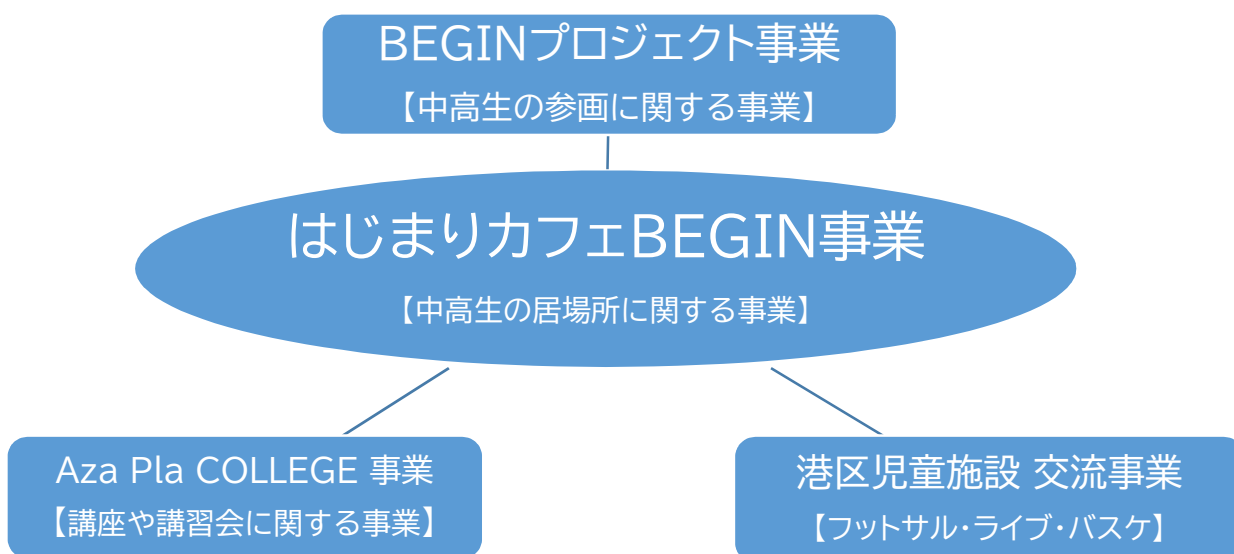 BEGINプロジェクト事業
【中高生の参画に関する事業】
はじまりカフェBEGIN事業
【中高生の居場所に関する事業】
Aza Pla COLLEGE 事業
【講座や講習会に関する事業】
港区児童施設 交流事業
【フットサル・ライブ・バスケ】